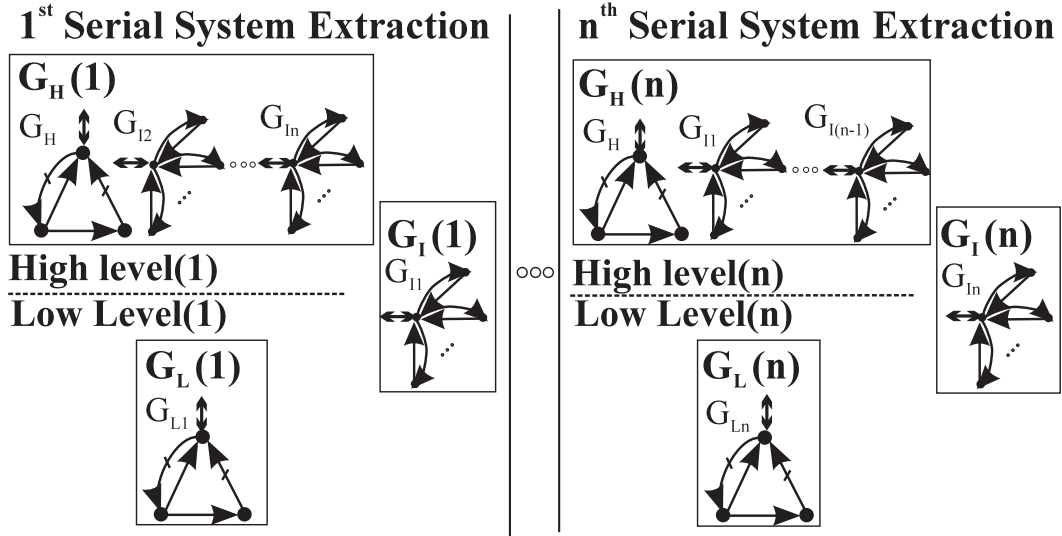 1st Serial System Extraction
GH(1)
GH
GI2
GIn
High level(1)
Low Level(1)
GI(1)
GI1
GL(1)
GL1
nth Serial System Extraction
GH(n)
GH
GI1
GI(n-1)
High level(n)
Low Level(n)
GI(n)
GIn
GL(n)
GLn